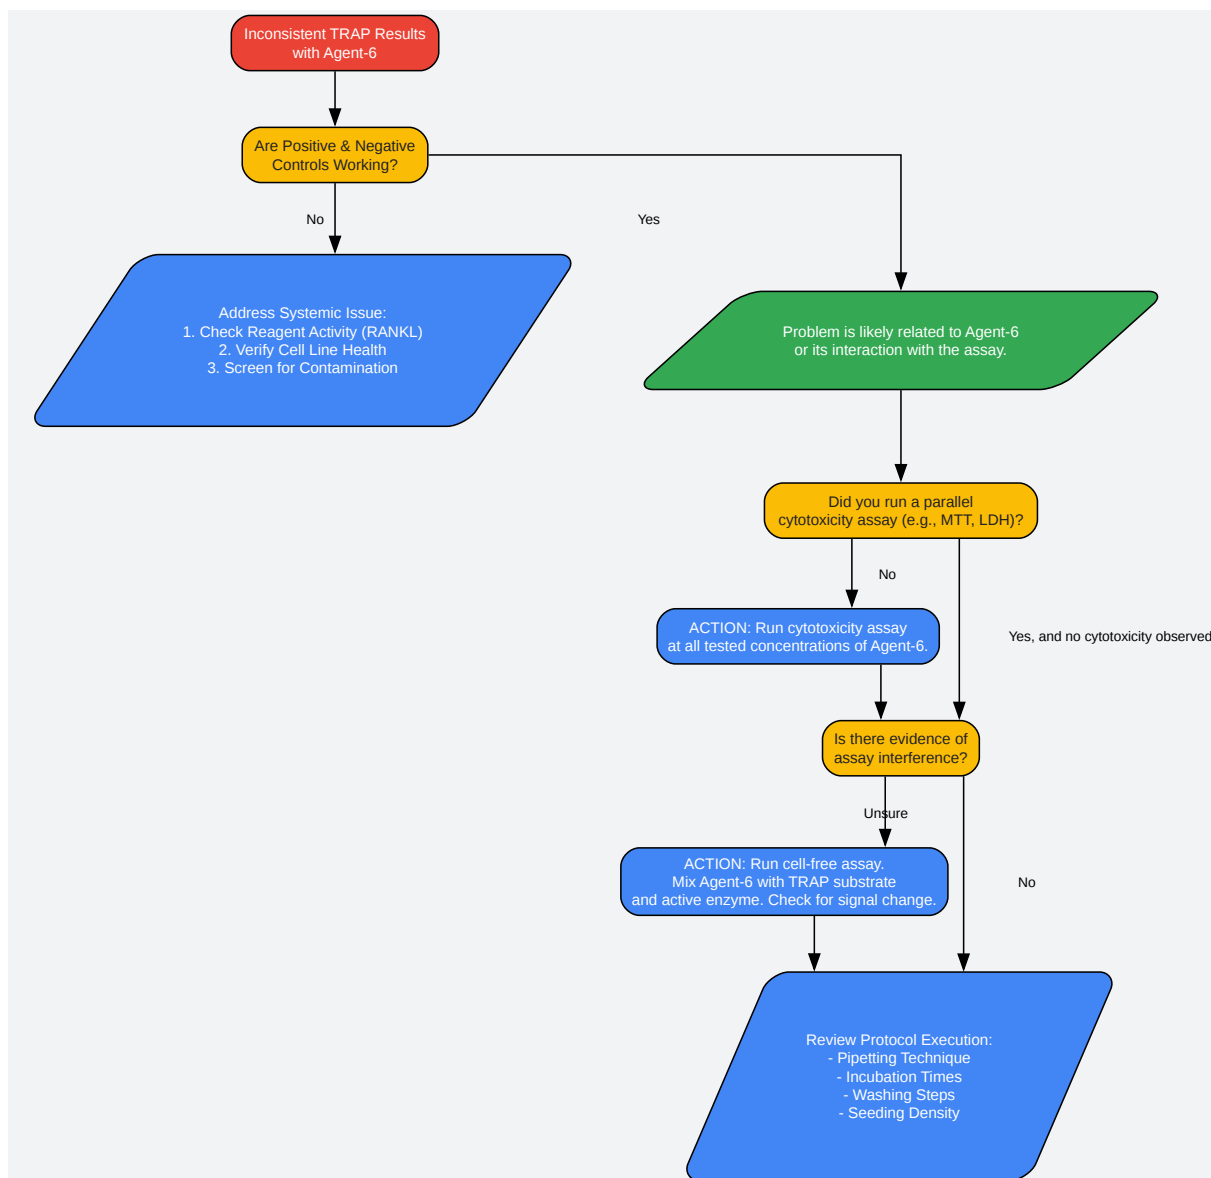 Inconsistent TRAP Results
with Agent-6
Are Positive & Negative
Controls Working?
No
Yes
Address Systemic Issue:
1. Check Reagent Activity (RANKL)
2. Verify Cell Line Health
3. Screen for Contamination
Problem is likely related to Agent-6
or its interaction with the assay.
Did you run a parallel
cytotoxicity assay (e.g., MTT, LDH)?
No
ACTION: Run cytotoxicity assay
at all tested concentrations of Agent-6.
Yes, and no cytotoxicity observed
Is there evidence of
assay interference?
Unsure
ACTION: Run cell-free assay.
Mix Agent-6 with TRAP substrate
and active enzyme. Check for signal change.
No
Review Protocol Execution:
- Pipetting Technique
- Incubation Times
- Washing Steps
- Seeding Density